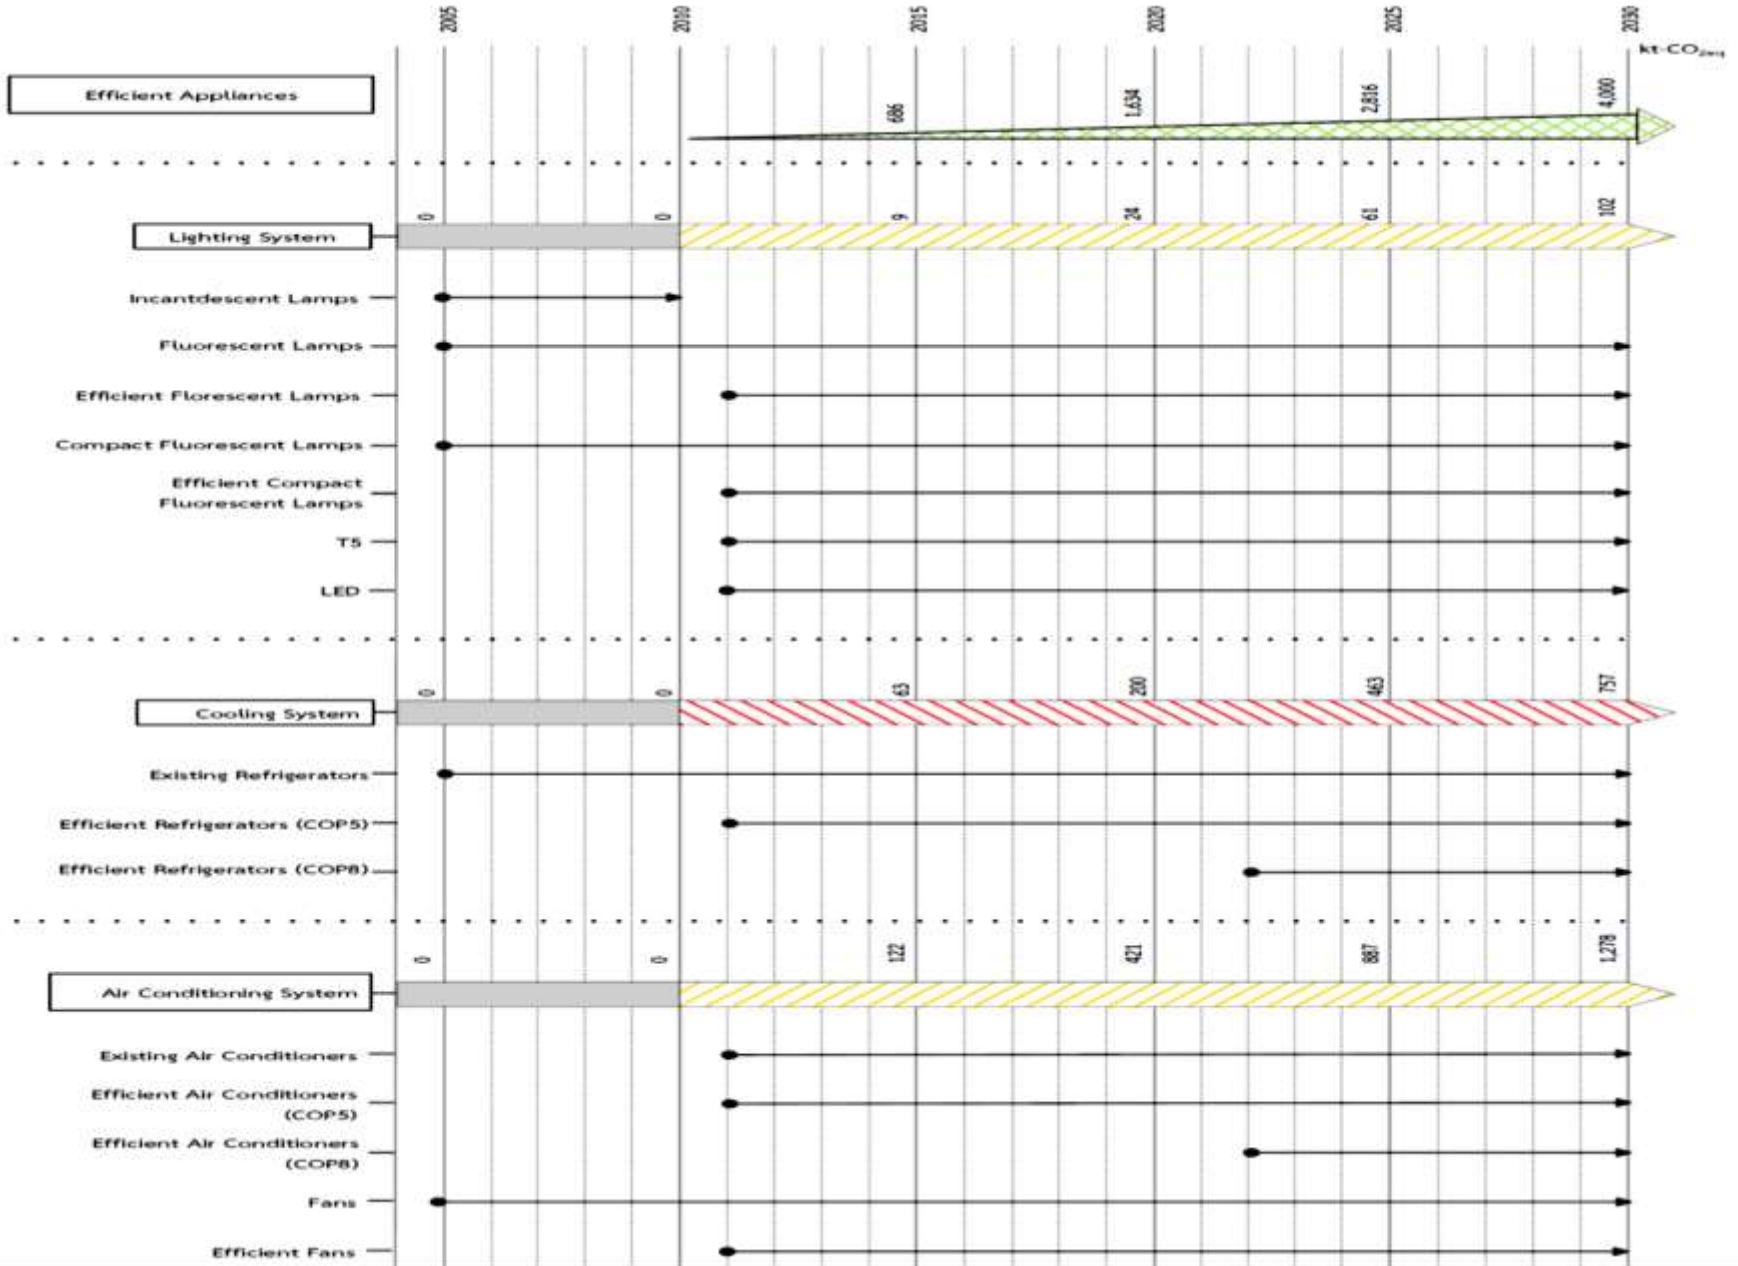 2005 2010 2015 2020 2025 2030
kt-CO2eq
Efficient Appliances
686 1,634 2,816 4,000
0 0 9 24 61 102
Lighting System
Incantdescent Lamps
Fluorescent Lamps
Efficient Florescent Lamps
Compact Fluorescent Lamps
Efficient Compact
Fluorescent Lamps
T5
LED
0 0 63 200 463 757
Cooling System
Existing Refrigerators
Efficient Refrigerators (COP5)
Efficient Refrigerators (COP8)
0 0 122 421 887 1,278
Air Conditioning System
Existing Air Conditioners
Efficient Air Conditioners
(COP5)
Efficient Air Conditioners
(COP8)
Fans
Efficient Fans